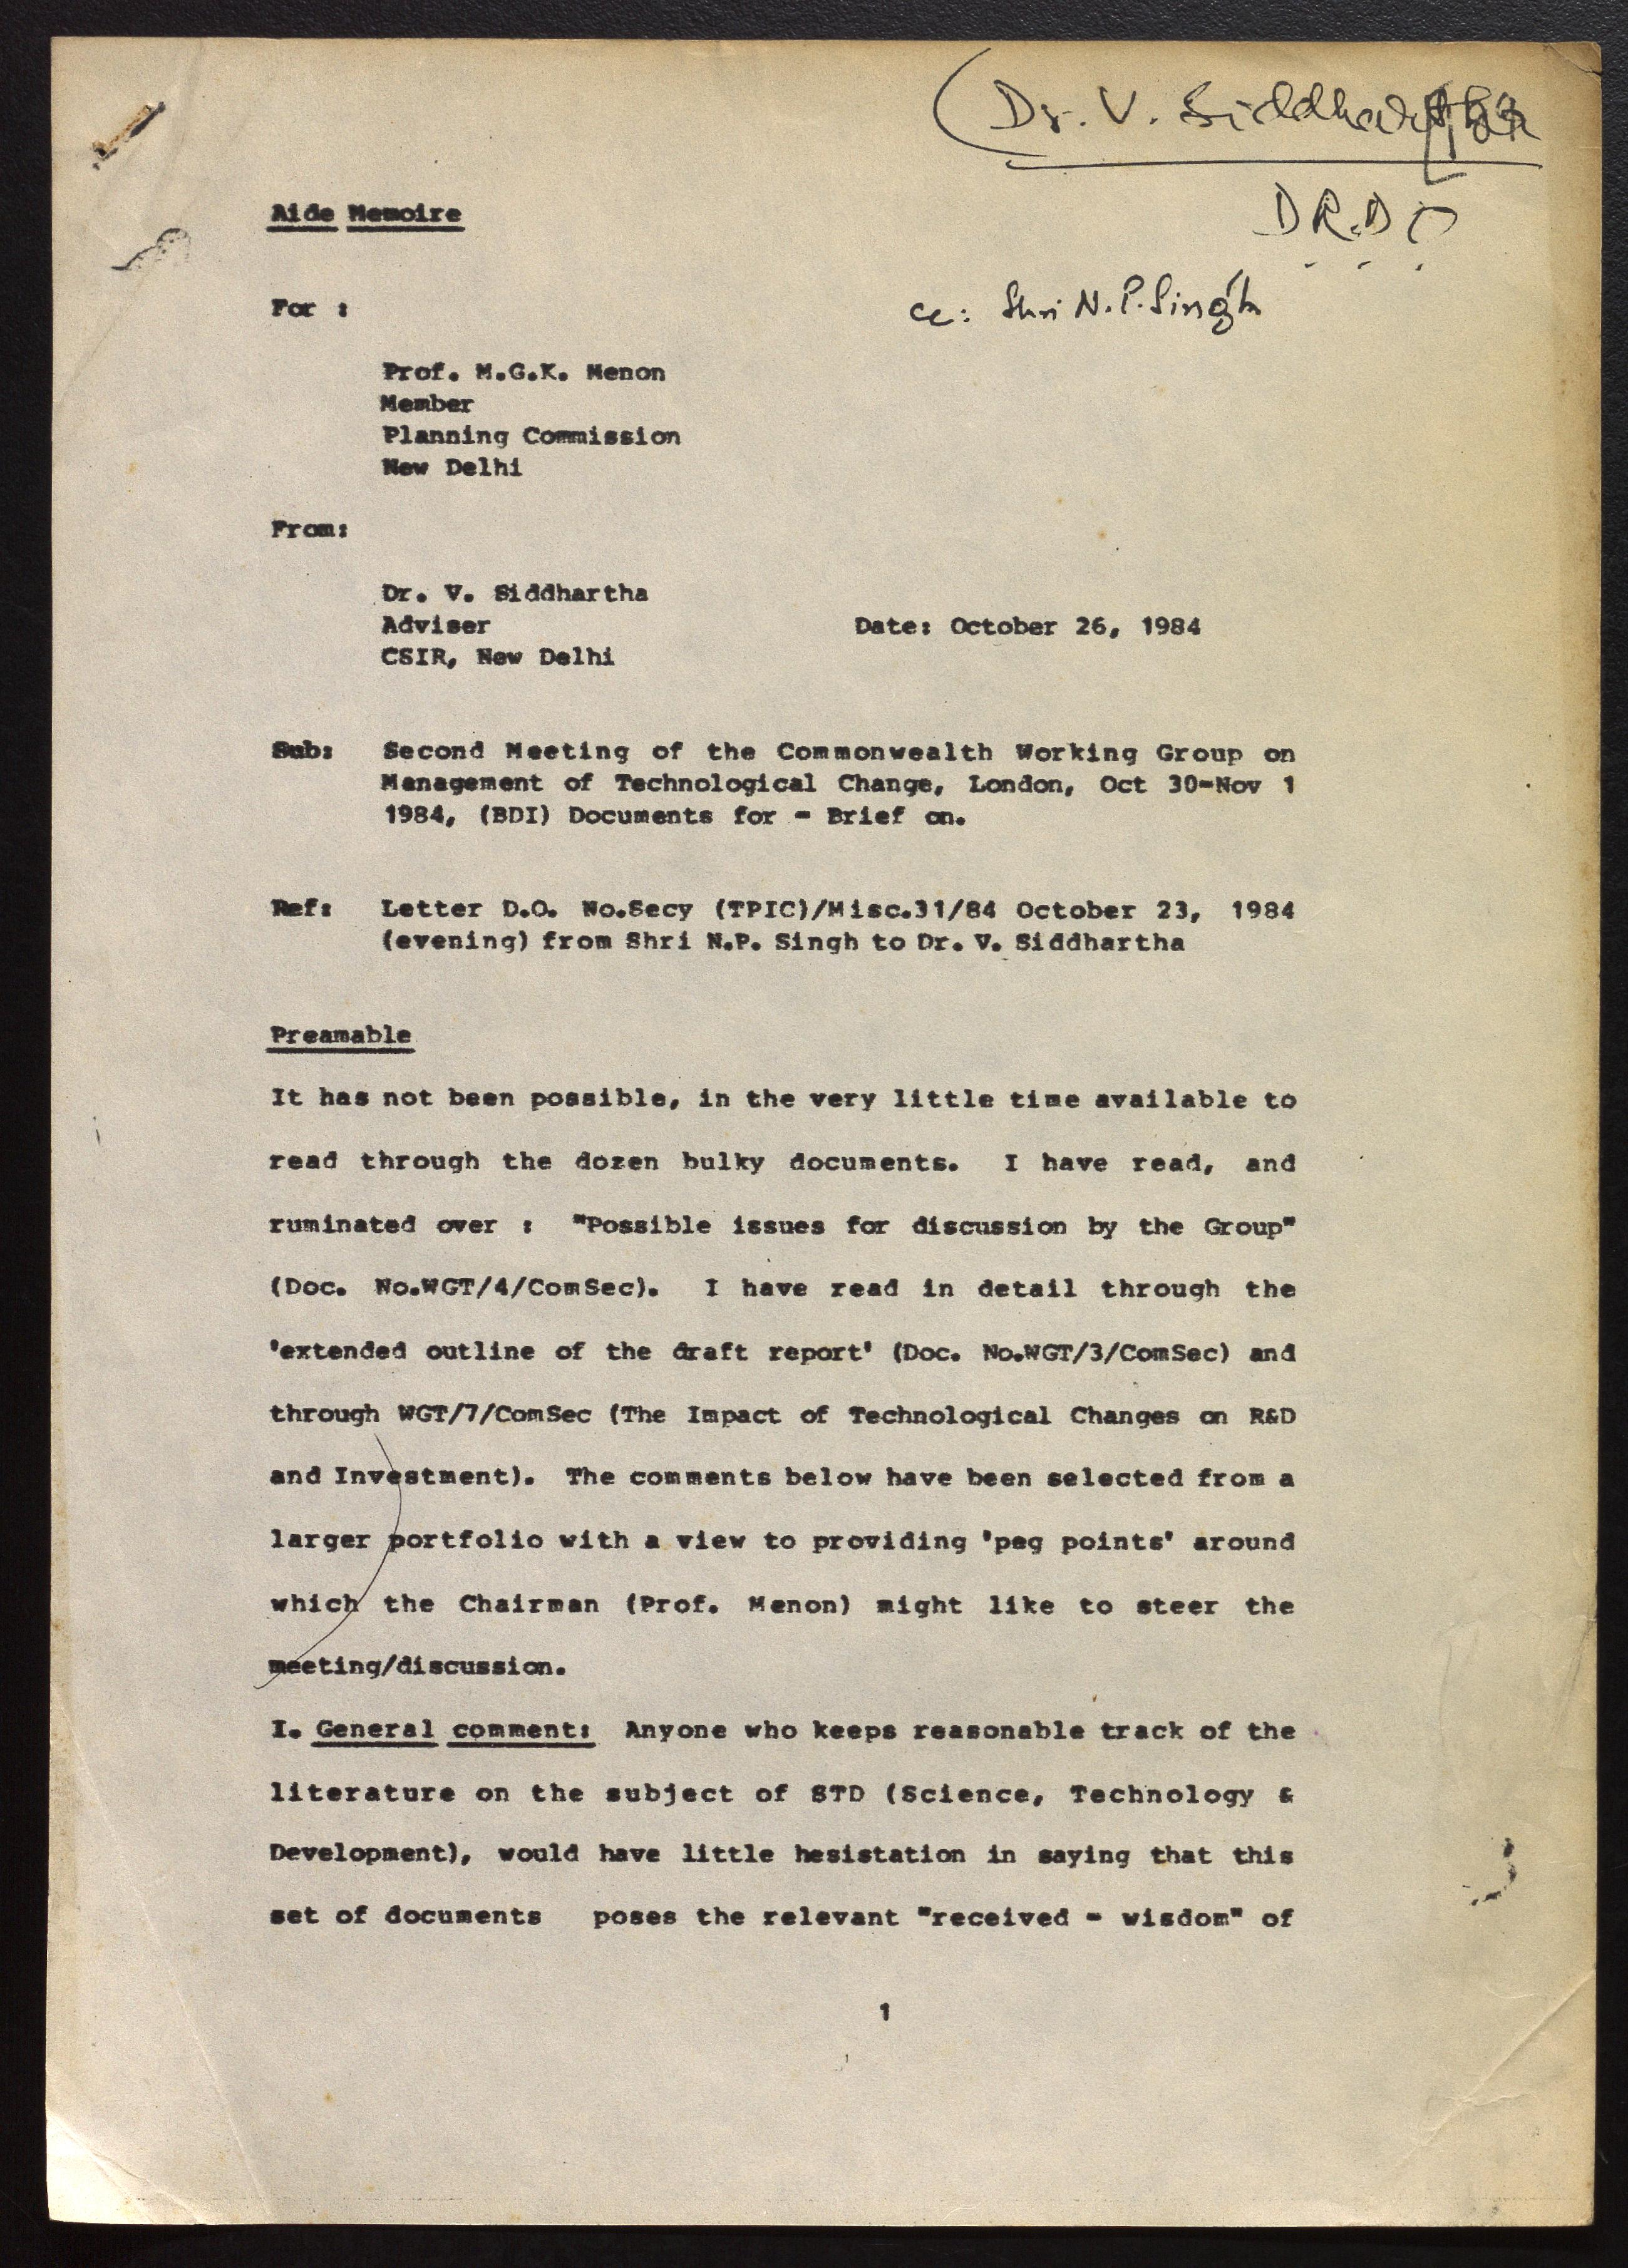 (Dr. V. Siddhartha
DRDO
Aide Memoire
For :
cc: Shri N.P. Singh
Prof. M.G.K. Menon
Member
Planning Commission
New Delhi
From:
Dr. V. Siddhartha
Adviser
Date: October 26, 1984
CSIR, New Delhi
Sub: Second Meeting of the Commonwealth Working Group on
Management of Technological Change, London, Oct 30-Nov 1
1984, (BDI) Documents for - Brief on.
Ref: Letter D.O. No.Secy (TPIC)/Misc.31/84 October 23, 1984
(evening) from Shri N.P. Singh to Dr. V. Siddhartha
Preamable
It has not been possible, in the very little time available to
read through the dozen bulky documents. I have read, and
ruminated over : "Possible issues for discussion by the Group"
(Doc. No.WGT/4/ComSec). I have read in detail through the
'extended outline of the draft report' (Doc. No.WGT/3/ComSec) and
through WGT/7/ComSec (The Impact of Technological Changes on R&D
and Investment). The comments below have been selected from a
larger portfolio with a view to providing 'peg points' around
which the Chairman (Prof. Menon) might like to steer the
meeting/discussion.
I. General comment: Anyone who keeps reasonable track of the
literature on the subject of STD (Science, Technology &
Development), would have little hesistation in saying that this
set of documents poses the relevant "received - wisdom" of
1